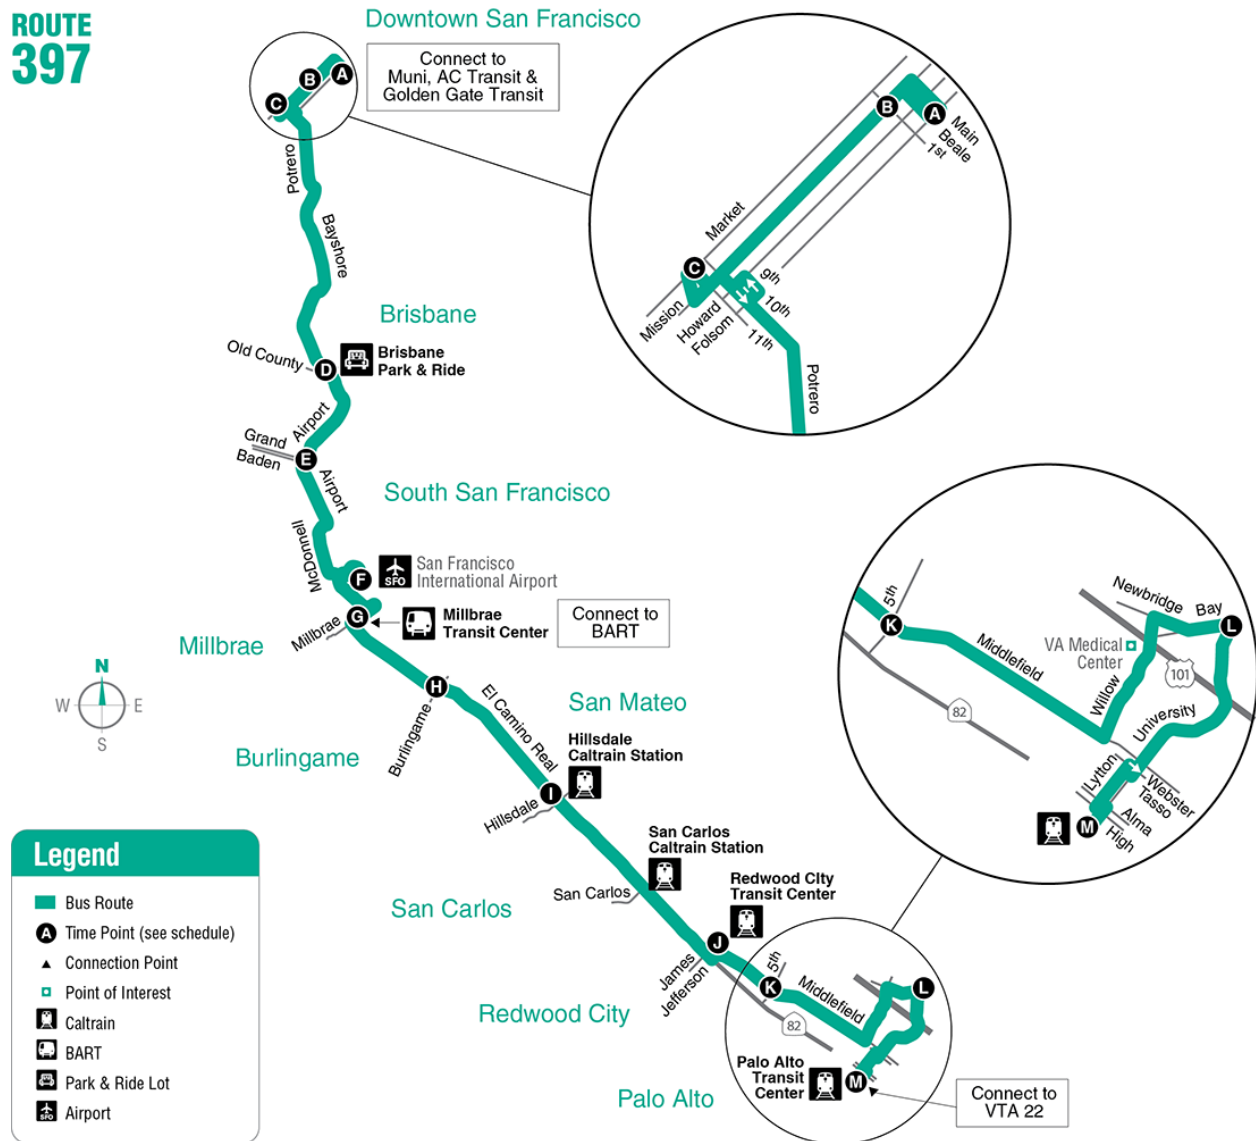 ROUTE
397
Downtown San Francisco
Connect to
Muni, AC Transit &
Golden Gate Transit
A
B
C
Potrero
Bayshore
Brisbane
Old County
D
Brisbane
Park & Ride
Airport
Grand
Baden
E
Airport
South San Francisco
McDonnell
F
SFO
San Francisco
International Airport
Millbrae
G
Millbrae
Transit Center
Connect to
BART
Millbrae
N
W
E
S
H
Burlingame
El Camino Real
San Mateo
Burlingame
Hillsdale
Caltrain Station
I
Hillsdale
San Carlos
Caltrain Station
San Carlos
San Carlos
Redwood City
Transit Center
J
James
Jefferson
5th
K
Middlefield
L
82
Redwood City
Palo Alto
Transit
Center
M
Palo Alto
Connect to
VTA 22
B
A
Main
Beale
1st
Market
C
9th
10th
11th
Mission
Howard
Folsom
Potrero
5th
K
Middlefield
82
Newbridge
Bay
L
VA Medical
Center
101
Willow
University
Lytton
Webster
Tasso
Alma
High
M
Legend
Bus Route
A
Time Point (see schedule)
Connection Point
Point of Interest
Caltrain
BART
Park & Ride Lot
SFO
Airport